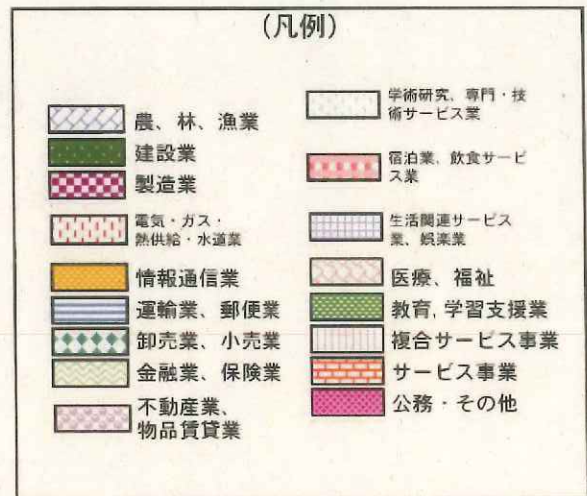 (凡例)
農、林、漁業
建設業
製造業
電気・ガス・
熱供給・水道業
情報通信業
運輸業、郵便業
卸売業、小売業
金融業、保険業
不動産業、
物品賃貸業
学術研究、専門・技
術サービス業
宿泊業、飲食サービ
ス業
生活関連サービス
業、娯楽業
医療、福祉
教育,学習支援業
複合サービス事業
サービス事業
公務・その他